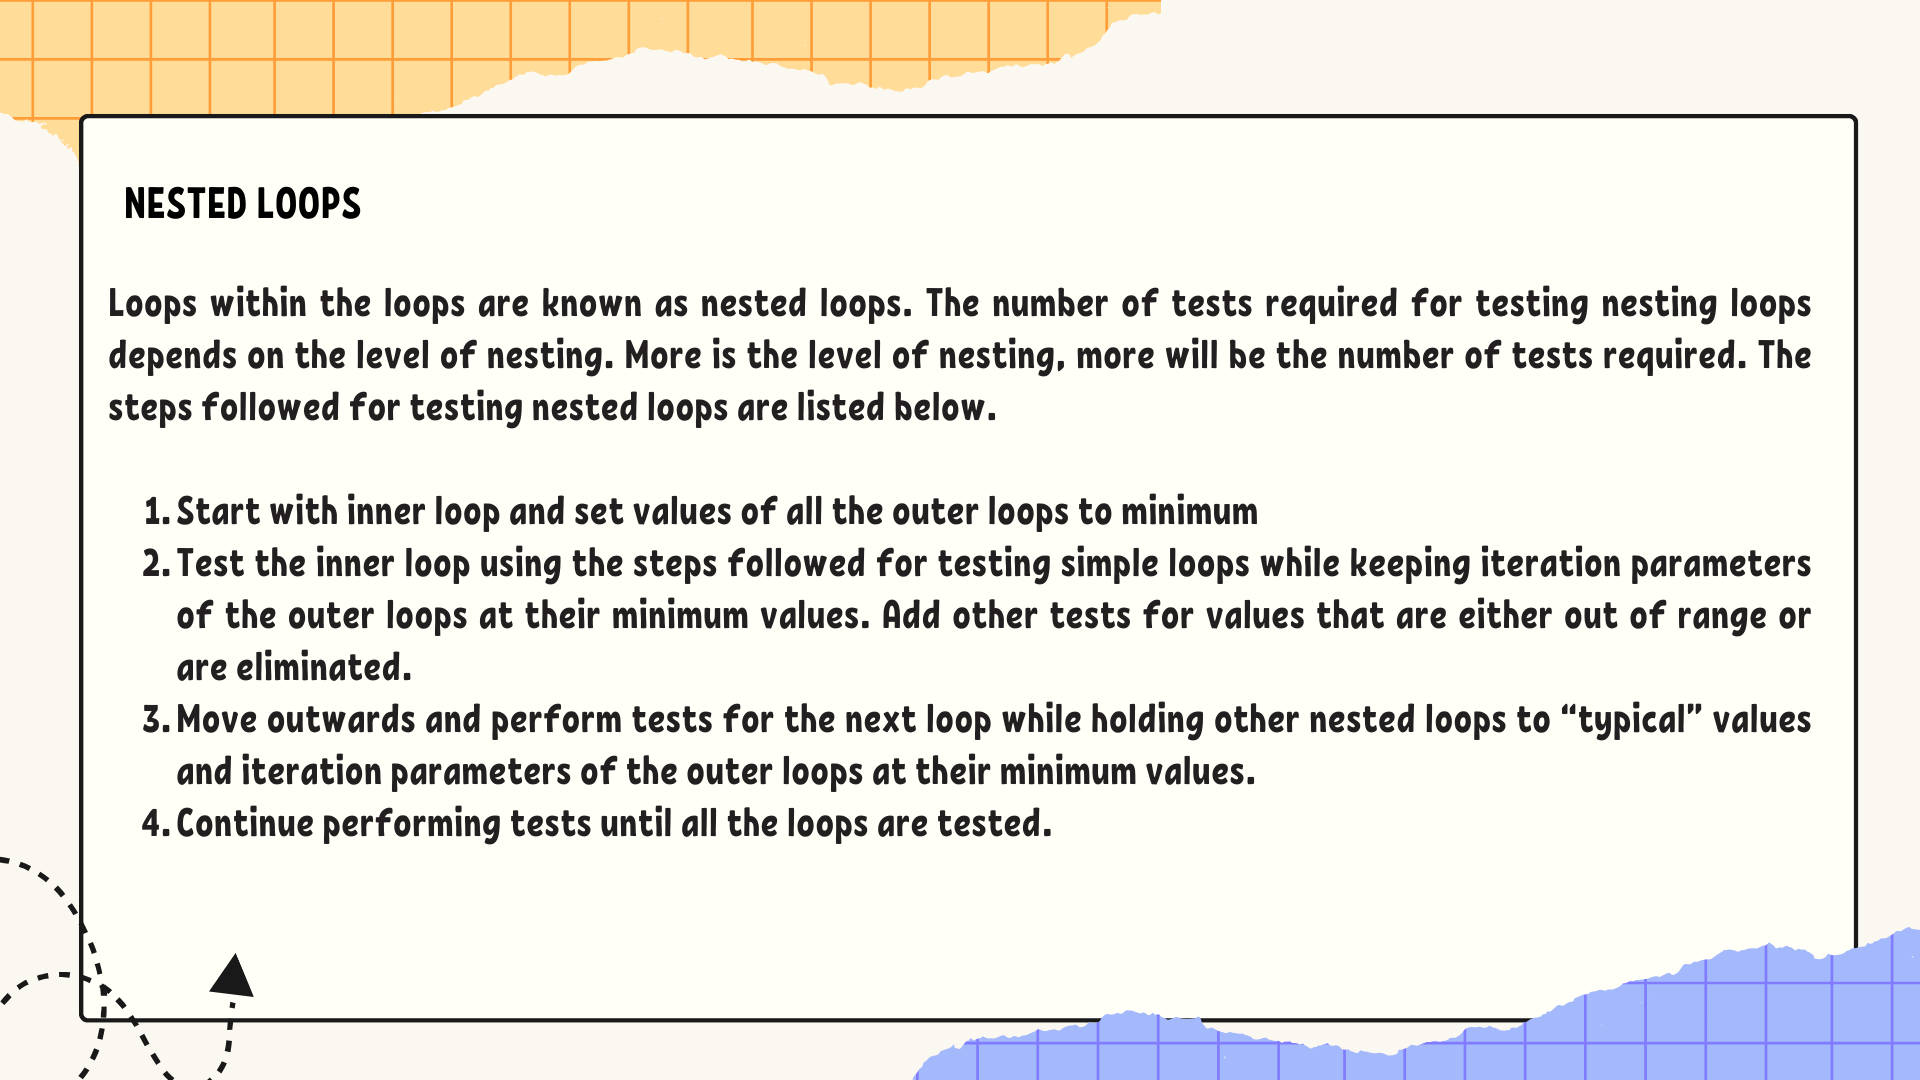 NESTED LOOPS
Loops within the loops are known as nested loops. The number of tests required for testing nesting loops
depends on the level of nesting. More is the level of nesting, more will be the number of tests required. The
steps followed for testing nested loops are listed below.
1. Start with inner loop and set values of all the outer loops to minimum
2. Test the inner loop using the steps followed for testing simple loops while keeping iteration parameters
of the outer loops at their minimum values. Add other tests for values that are either out of range or
are eliminated.
3. Move outwards and perform tests for the next loop while holding other nested loops to “typical” values
and iteration parameters of the outer loops at their minimum values.
4. Continue performing tests until all the loops are tested.